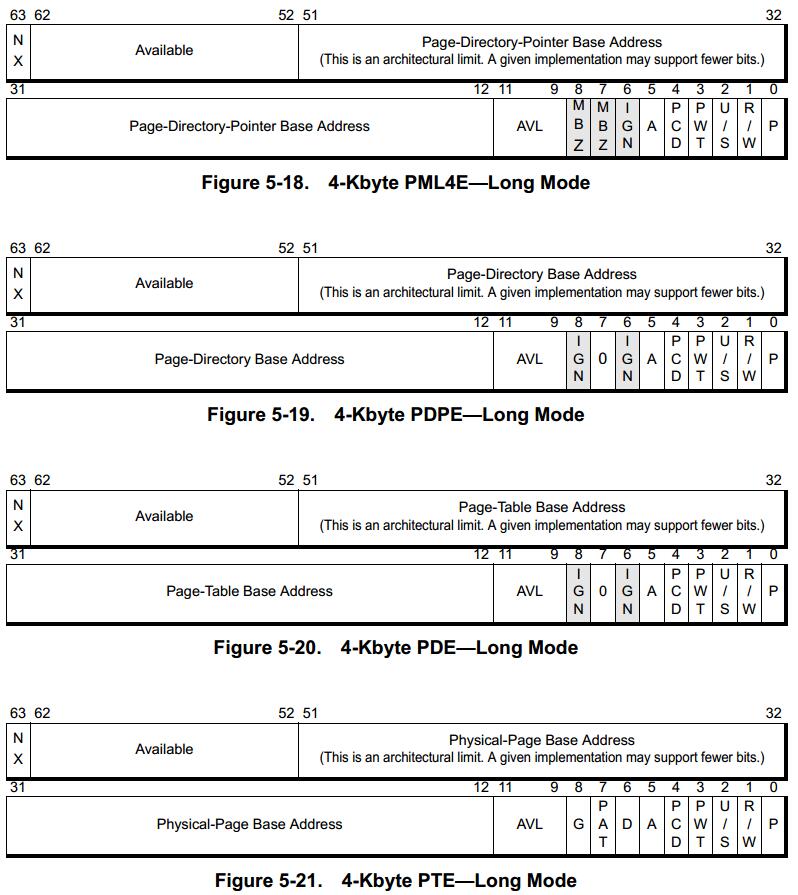 63 62 52 51 32
N X Available Page-Directory-Pointer Base Address
(This is an architectural limit. A given implementation may support fewer bits.)
31 12 11 9 8 7 6 5 4 3 2 1 0
Page-Directory-Pointer Base Address AVL MBZ MBZ IGN A PCD PWT U/S R/W P
Figure 5-18. 4-Kbyte PML4E—Long Mode
63 62 52 51 32
N X Available Page-Directory Base Address
(This is an architectural limit. A given implementation may support fewer bits.)
31 12 11 9 8 7 6 5 4 3 2 1 0
Page-Directory Base Address AVL IGN 0 IGN A PCD PWT U/S R/W P
Figure 5-19. 4-Kbyte PDPE—Long Mode
63 62 52 51 32
N X Available Page-Table Base Address
(This is an architectural limit. A given implementation may support fewer bits.)
31 12 11 9 8 7 6 5 4 3 2 1 0
Page-Table Base Address AVL IGN 0 IGN A PCD PWT U/S R/W P
Figure 5-20. 4-Kbyte PDE—Long Mode
63 62 52 51 32
N X Available Physical-Page Base Address
(This is an architectural limit. A given implementation may support fewer bits.)
31 12 11 9 8 7 6 5 4 3 2 1 0
Physical-Page Base Address AVL G PAT D A PCD PWT U/S R/W P
Figure 5-21. 4-Kbyte PTE—Long Mode